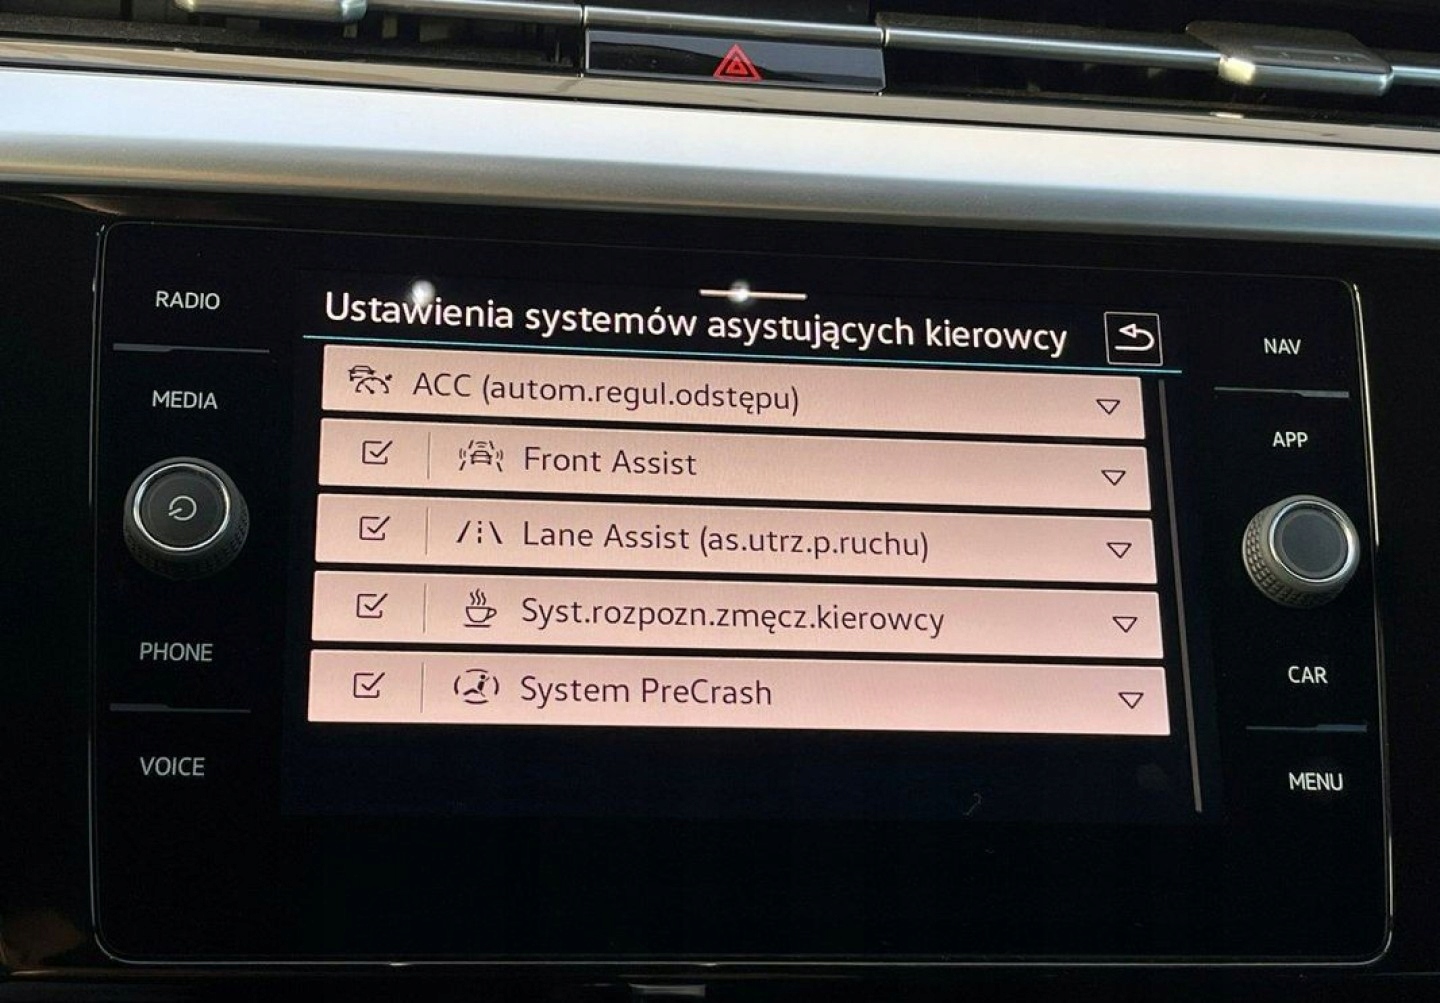 RADIO
MEDIA
PHONE
VOICE
Ustawienia systemów asystujących kierowcy
ACC (autom.regul.odstępu)
Front Assist
Lane Assist (as.utrz.p.ruchu)
Syst.rozpozn.zmęcz.kierowcy
System PreCrash
NAV
APP
CAR
MENU